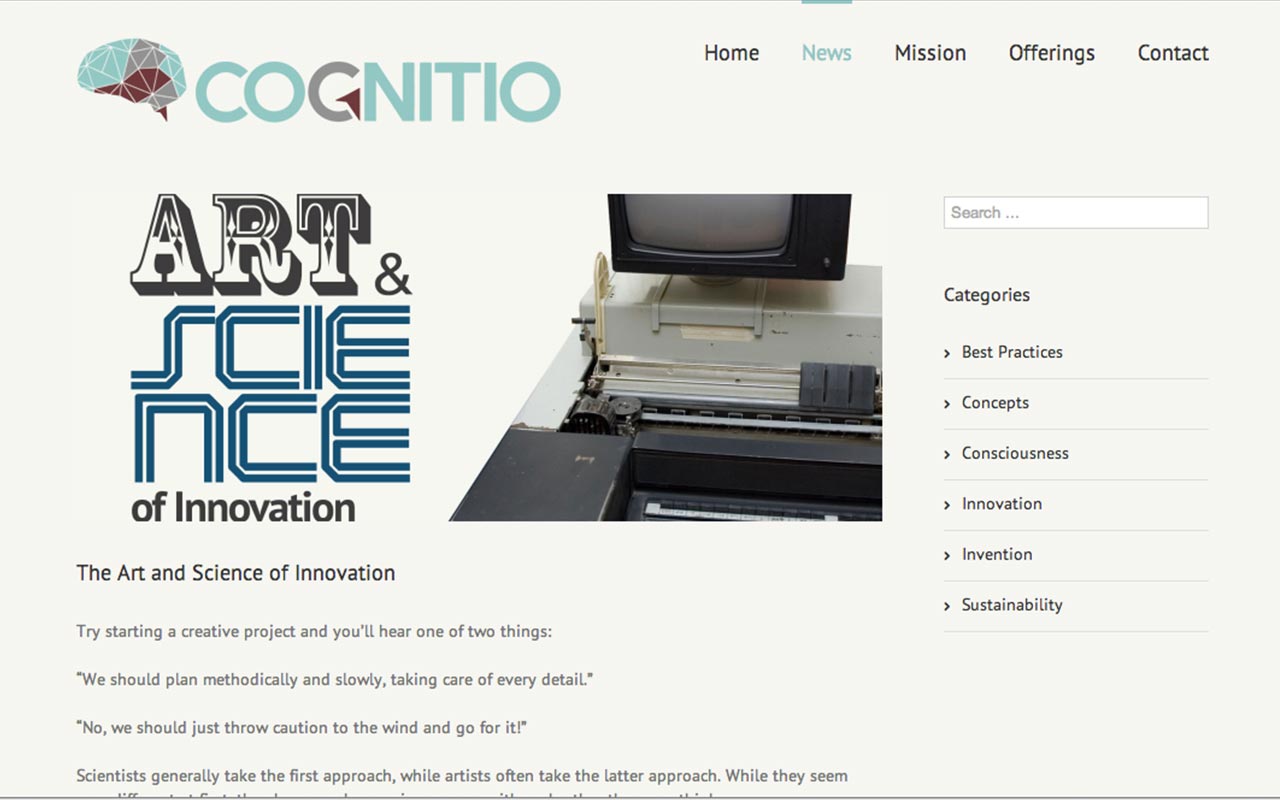 COGNITIO
Home News Mission Offerings Contact
ART &
SCIE
NCE
of Innovation
Search ...
Categories
Best Practices
Concepts
Consciousness
Innovation
Invention
Sustainability
The Art and Science of Innovation
Try starting a creative project and you'll hear one of two things:
“We should plan methodically and slowly, taking care of every detail.”
“No, we should just throw caution to the wind and go for it!”
Scientists generally take the first approach, while artists often take the latter approach. While they seem